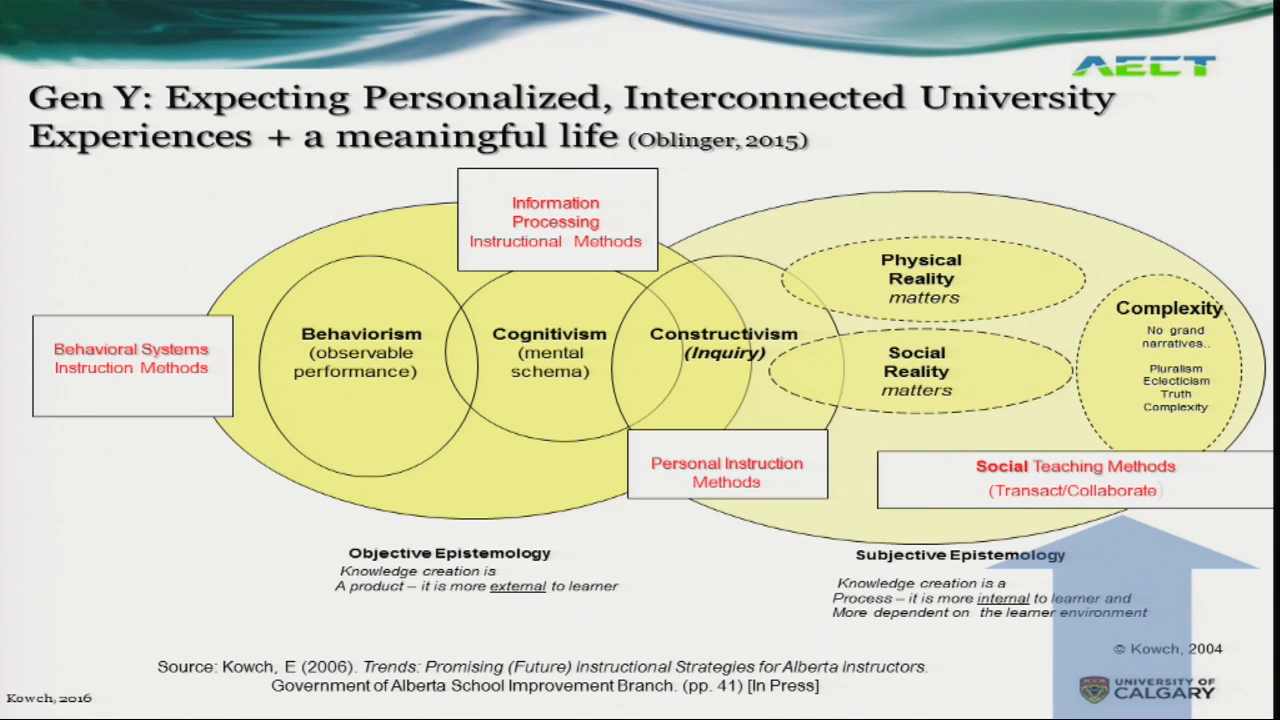 AECT
Gen Y: Expecting Personalized, Interconnected University
Experiences + a meaningful life (Oblinger, 2015)
Information
Processing
Instructional Methods
Behavioral Systems
Instruction Methods
Behaviorism
(observable
performance)
Cognitivism
(mental
schema)
Constructivism
(Inquiry)
Physical
Reality
matters
Social
Reality
matters
Complexity
No grand
narratives..
Pluralism
Eclecticism
Truth
Complexity
Personal Instruction
Methods
Social Teaching Methods
(Transact/Collaborate)
Objective Epistemology
Knowledge creation is
A product – it is more external to learner
Subjective Epistemology
Knowledge creation is a
Process – it is more internal to learner and
More dependent on the learner environment
© Kowch, 2004
Source: Kowch, E (2006). Trends: Promising (Future) Instructional Strategies for Alberta Instructors.
Government of Alberta School Improvement Branch. (pp. 41) [In Press]
Kowch, 2016
UNIVERSITY OF
CALGARY